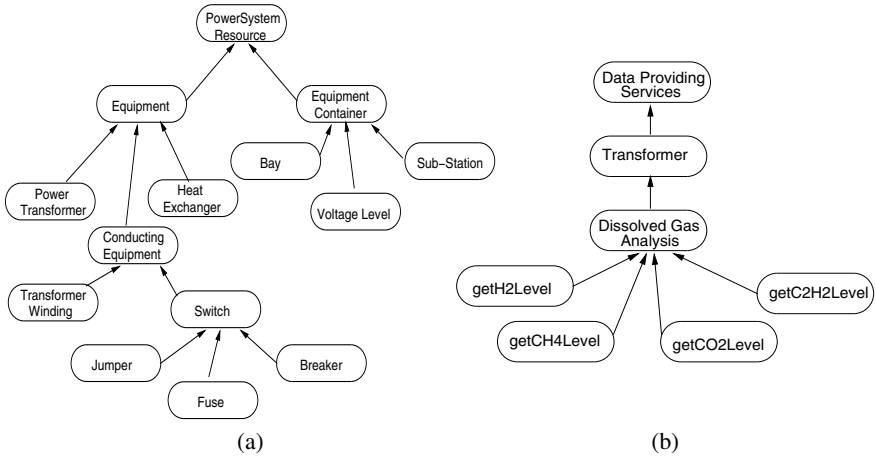 PowerSystem
Resource
Equipment
Equipment
Container
Bay
Sub-Station
Power
Transformer
Heat
Exchanger
Voltage Level
Conducting
Equipment
Transformer
Winding
Switch
Jumper
Breaker
Fuse
(a)
Data Providing
Services
Transformer
Dissolved Gas
Analysis
getH2Level
getC2H2Level
getCH4Level
getCO2Level
(b)